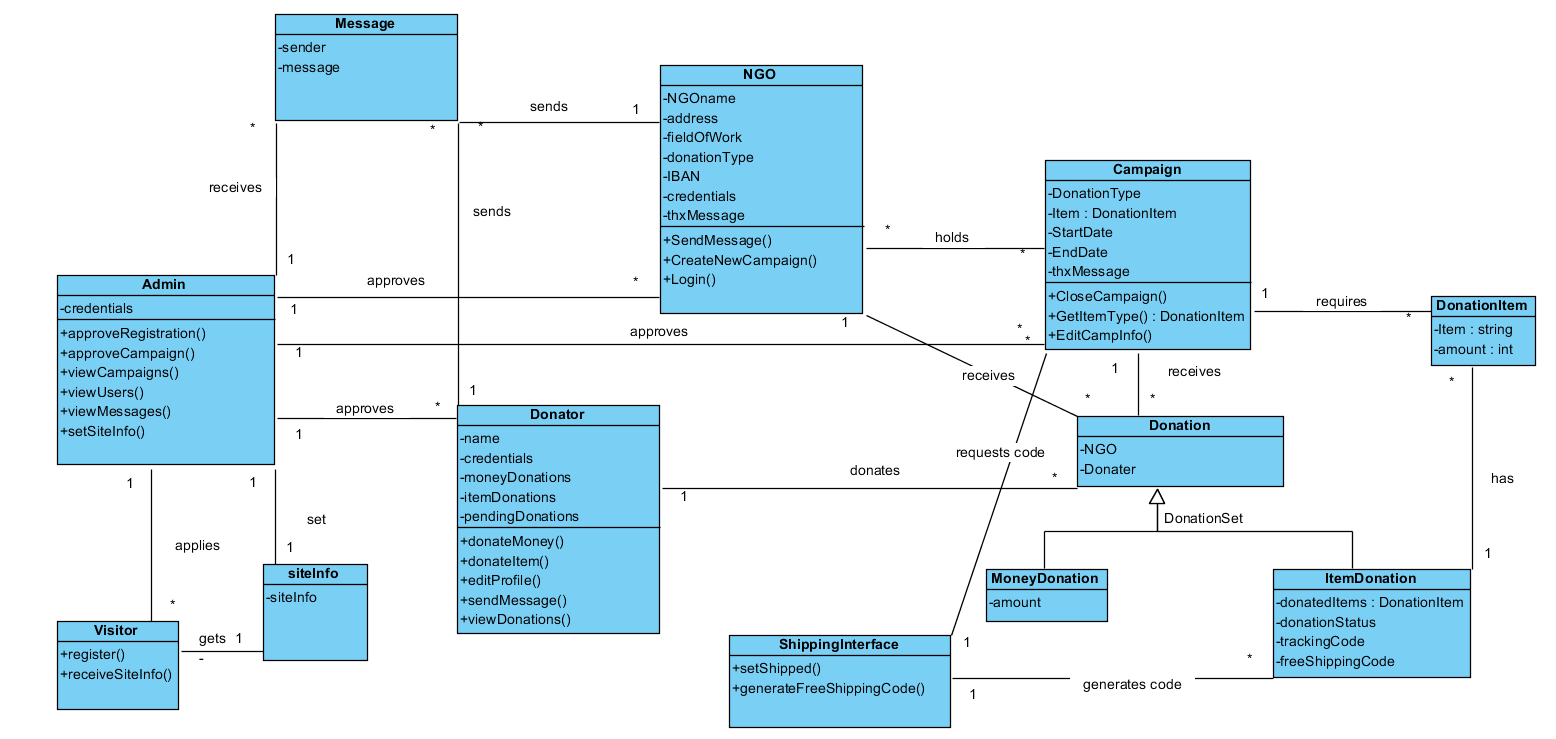 Message
-sender
-message
sends
1
*
*
*
receives
sends
1
NGO
-NGOname
-address
-fieldOfWork
-donationType
-IBAN
-credentials
-thxMessage
+SendMessage()
+CreateNewCampaign()
+Login()
*
holds
*
Campaign
-DonationType
-Item : DonationItem
-StartDate
-EndDate
-thxMessage
+CloseCampaign()
+GetItemType() : DonationItem
+EditCampInfo()
1
requires
*
DonationItem
-Item : string
-amount : int
Admin
-credentials
+approveRegistration()
+approveCampaign()
+viewCampaigns()
+viewUsers()
+viewMessages()
+setSiteInfo()
approves
*
1
1
approves
*
*
1
receives
*
1
receives
*
*
approves
*
1
1
Donator
-name
-credentials
-moneyDonations
-itemDonations
-pendingDonations
+donateMoney()
+donateItem()
+editProfile()
+sendMessage()
+viewDonations()
donates
1
*
requests code
Donation
-NGO
-Donater
DonationSet
has
1
1
1
set
1
applies
*
siteInfo
-siteInfo
gets
1
-
Visitor
+register()
+receiveSiteInfo()
MoneyDonation
-amount
ItemDonation
-donatedItems : DonationItem
-donationStatus
-trackingCode
-freeShippingCode
ShippingInterface
+setShipped()
+generateFreeShippingCode()
1
*
1
generates code